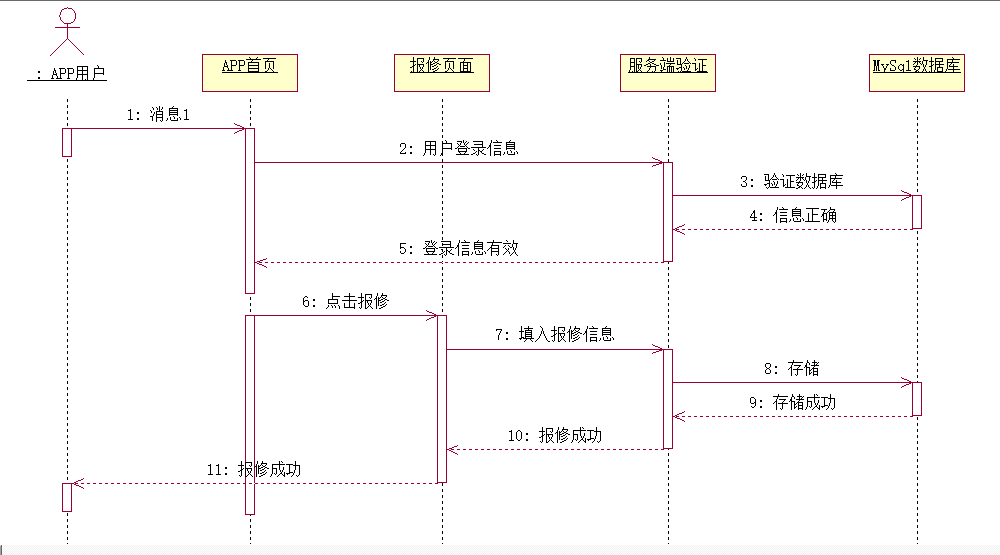 : APP用户
APP首页
报修页面
服务端验证
MySql数据库
1: 消息1
2: 用户登录信息
3: 验证数据库
4: 信息正确
5: 登录信息有效
6: 点击报修
7: 填入报修信息
8: 存储
9: 存储成功
10: 报修成功
11: 报修成功